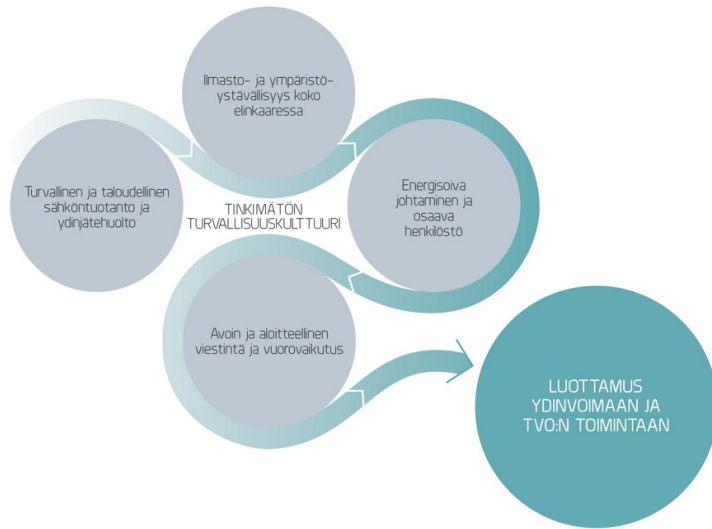 Ilmasto- ja ympäristö-
ystävällisyys koko
elinkaaressa
Turvallinen ja taloudellinen
sähköntuotanto ja
ydinjätehuolto
TINKIMÄTÖN
TURVALLISUUSKULTTUURI
Energisoiva
johtaminen ja
osaava
henkilöstö
Avoin ja aloitteellinen
viestintä ja vuorovaikutus
LUOTTAMUS
YDINVOIMAAN JA
TVO:N TOIMINTAAN